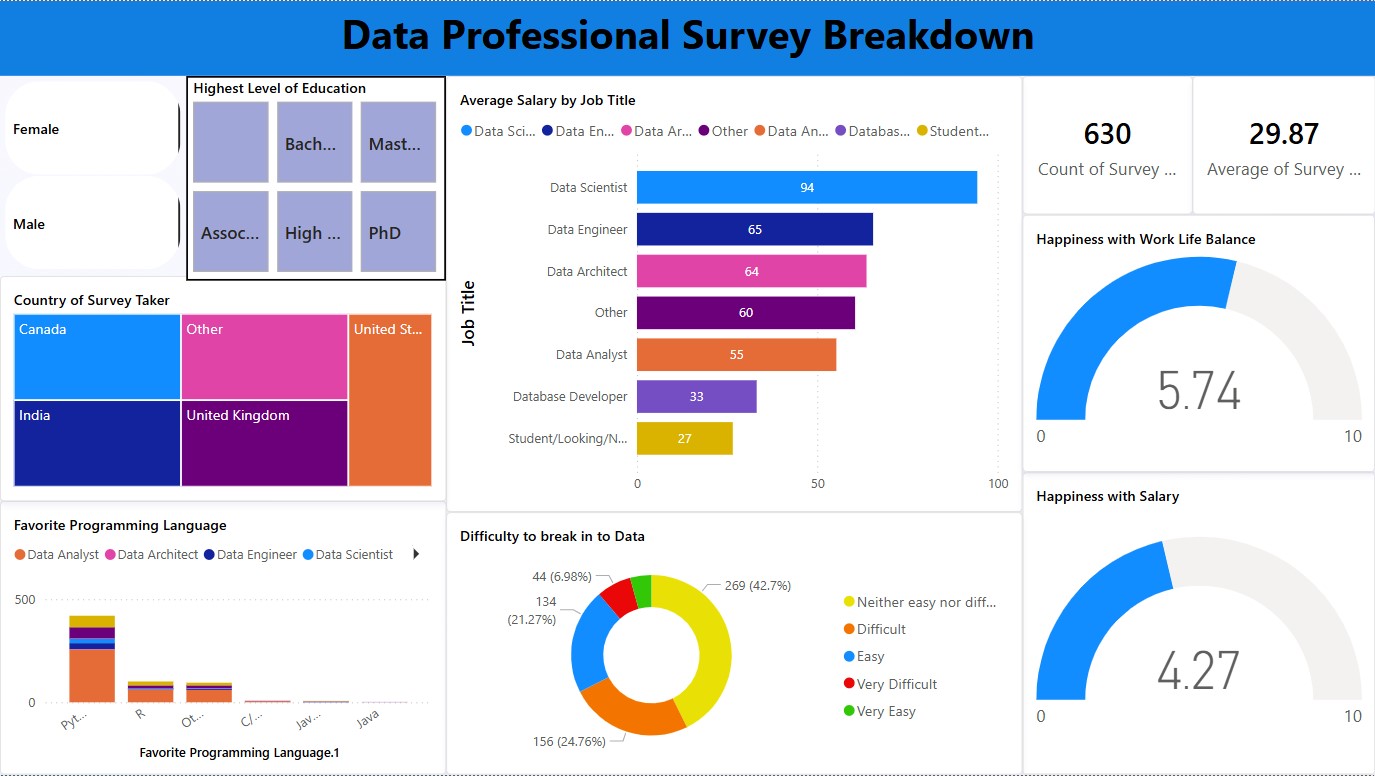 Data Professional Survey Breakdown
Female
Male
Highest Level of Education
Bach...
Mast...
Assoc...
High ...
PhD
Country of Survey Taker
Canada
Other
United St...
India
United Kingdom
Favorite Programming Language
Data Analyst Data Architect Data Engineer Data Scientist
500
0
Pyt...
R
Ot...
C/...
Jav...
Java
Favorite Programming Language.1
Average Salary by Job Title
Data Sci... Data En... Data Ar... Other Data An... Databas... Student...
Job Title
Data Scientist 94
Data Engineer 65
Data Architect 64
Other 60
Data Analyst 55
Database Developer 33
Student/Looking/N... 27
0 50 100
Difficulty to break in to Data
44 (6.98%)
134
(21.27%)
269 (42.7%)
156 (24.76%)
Neither easy nor diff...
Difficult
Easy
Very Difficult
Very Easy
630
Count of Survey ...
29.87
Average of Survey ...
Happiness with Work Life Balance
5.74
0 10
Happiness with Salary
4.27
0 10